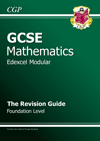 CGP
GCSE
Mathematics
Edexcel Modular
The Revision Guide
Foundation Level